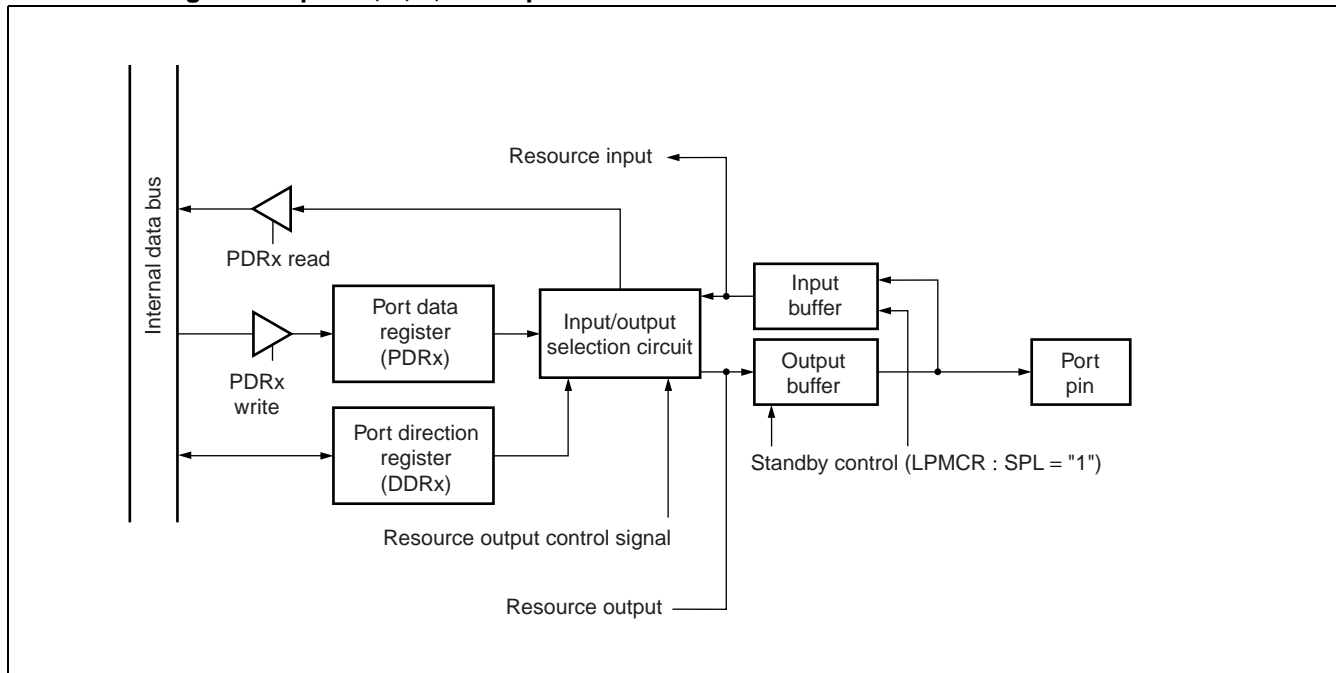 Internal data bus
Resource input
PDRx read
Port data
register
(PDRx)
PDRx
write
Port direction
register
(DDRx)
Input/output
selection circuit
Input
buffer
Output
buffer
Port
pin
Standby control (LPMCR : SPL = "1")
Resource output control signal
Resource output